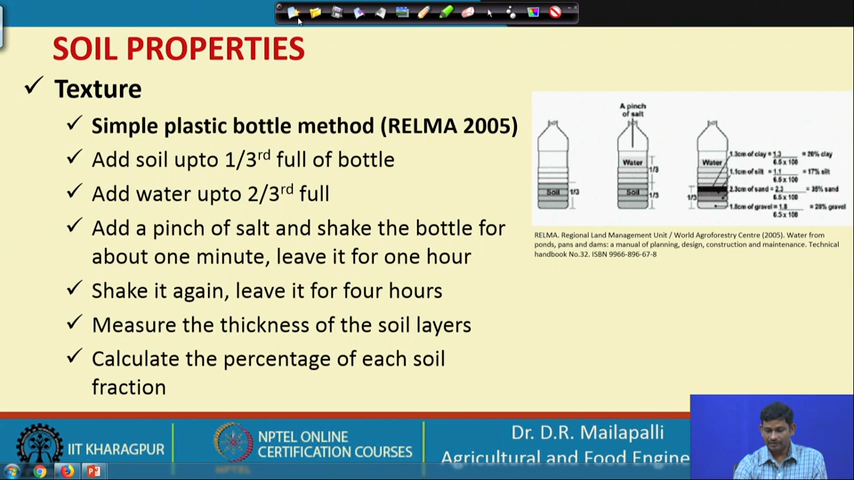 SOIL PROPERTIES
✓ Texture
✓ Simple plastic bottle method (RELMA 2005)
✓ Add soil upto 1/3rd full of bottle
✓ Add water upto 2/3rd full
✓ Add a pinch of salt and shake the bottle for
about one minute, leave it for one hour
✓ Shake it again, leave it for four hours
✓ Measure the thickness of the soil layers
✓ Calculate the percentage of each soil
fraction
A pinch
of salt
Water
Water
1/3
Soil
1/3
Soil
1/3
1/3
1.3cm of clay = 1.3 = 20% clay
6.5 x 100
1.1cm of silt = 1.1 = 17% silt
6.5 x 100
2.3cm of sand = 2.3 = 35% sand
6.5 x 100
1.8cm of gravel = 1.8 = 28% gravel
6.5 x 100
RELMA. Regional Land Management Unit / World Agroforestry Centre (2005). Water from
ponds, pans and dams: a manual of planning, design, construction and maintenance. Technical
handbook No.32. ISBN 9966-896-67-8
IIT KHARAGPUR
NPTEL ONLINE
CERTIFICATION COURSES
NPTEL
Dr. D.R. Mailapalli
Agricultural and Food Engine